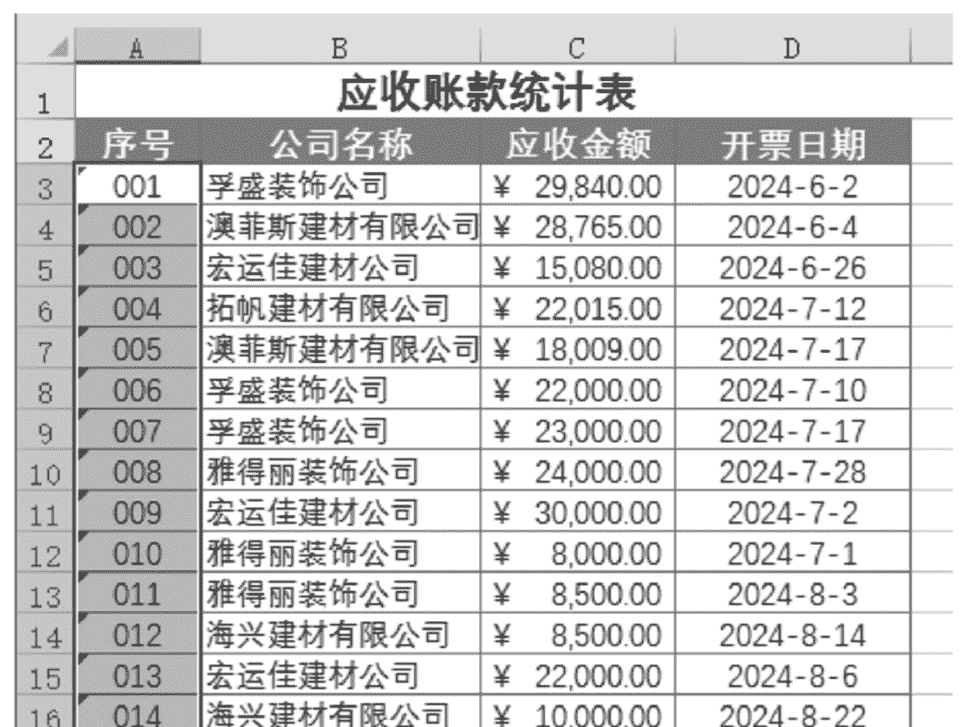 A B C D
1 应收账款统计表
2 序号 公司名称 应收金额 开票日期
3 001 孚盛装饰公司 ¥ 29,840.00 2024-6-2
4 002 澳菲斯建材有限公司 ¥ 28,765.00 2024-6-4
5 003 宏运佳建材公司 ¥ 15,080.00 2024-6-26
6 004 拓帆建材有限公司 ¥ 22,015.00 2024-7-12
7 005 澳菲斯建材有限公司 ¥ 18,009.00 2024-7-17
8 006 孚盛装饰公司 ¥ 22,000.00 2024-7-10
9 007 孚盛装饰公司 ¥ 23,000.00 2024-7-17
10 008 雅得丽装饰公司 ¥ 24,000.00 2024-7-28
11 009 宏运佳建材公司 ¥ 30,000.00 2024-7-2
12 010 雅得丽装饰公司 ¥ 8,000.00 2024-7-1
13 011 雅得丽装饰公司 ¥ 8,500.00 2024-8-3
14 012 海兴建材有限公司 ¥ 8,500.00 2024-8-14
15 013 宏运佳建材公司 ¥ 22,000.00 2024-8-6
16 014 海兴建材有限公司 ¥ 10,000.00 2024-8-22